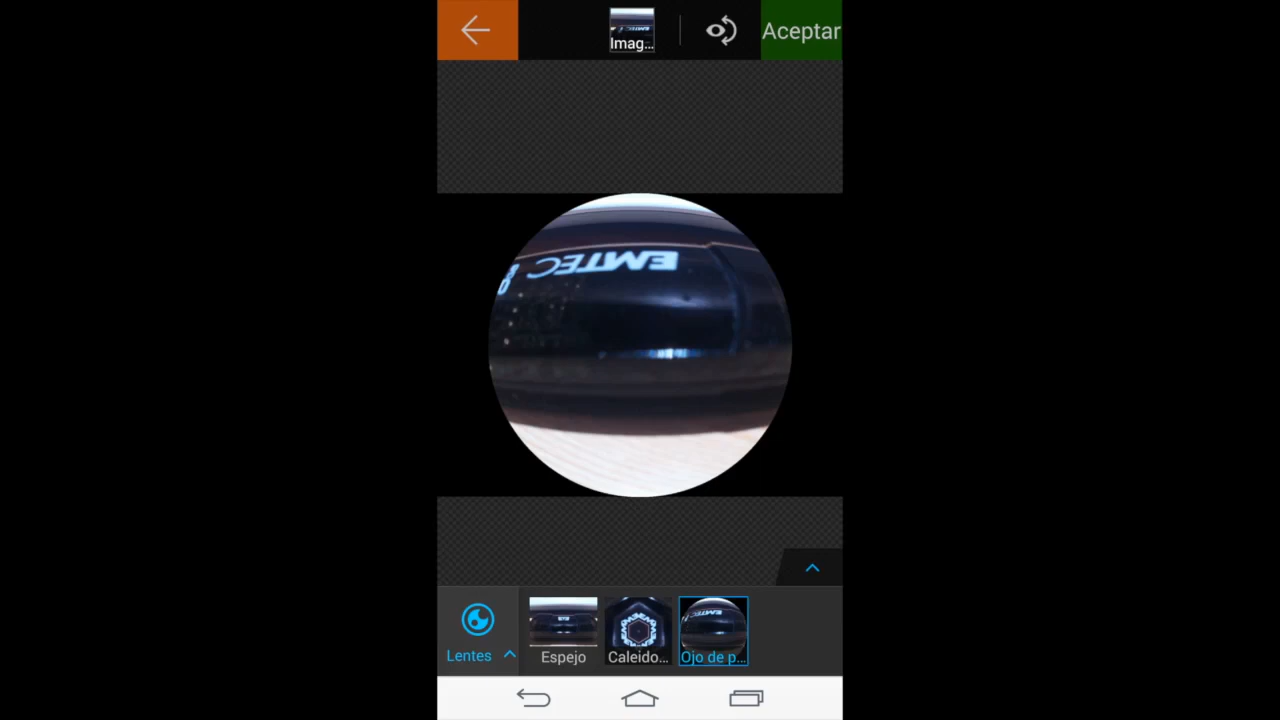 Imag...
Aceptar
EMTEC
Lentes
Espejo
Caleido...
Ojo de p...